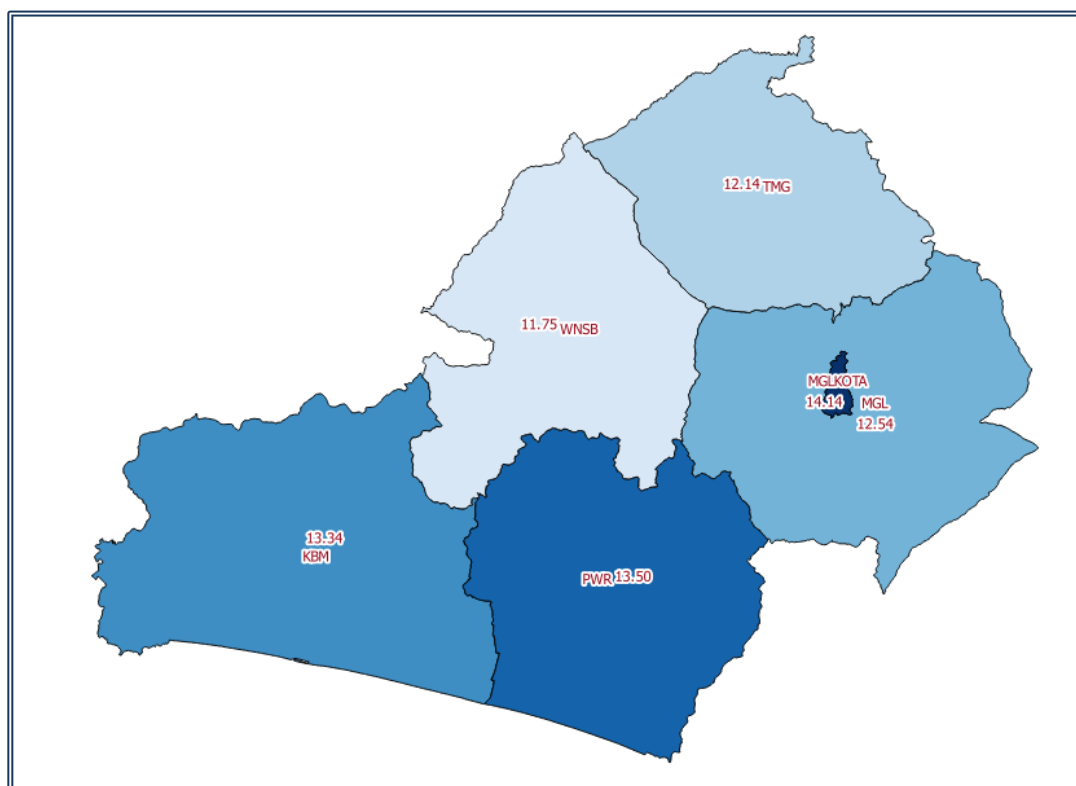 12.14 TMG
11.75 WNSB
MGLKOTA
14.14 MGL
12.54
13.34
KBM
PWR 13.50